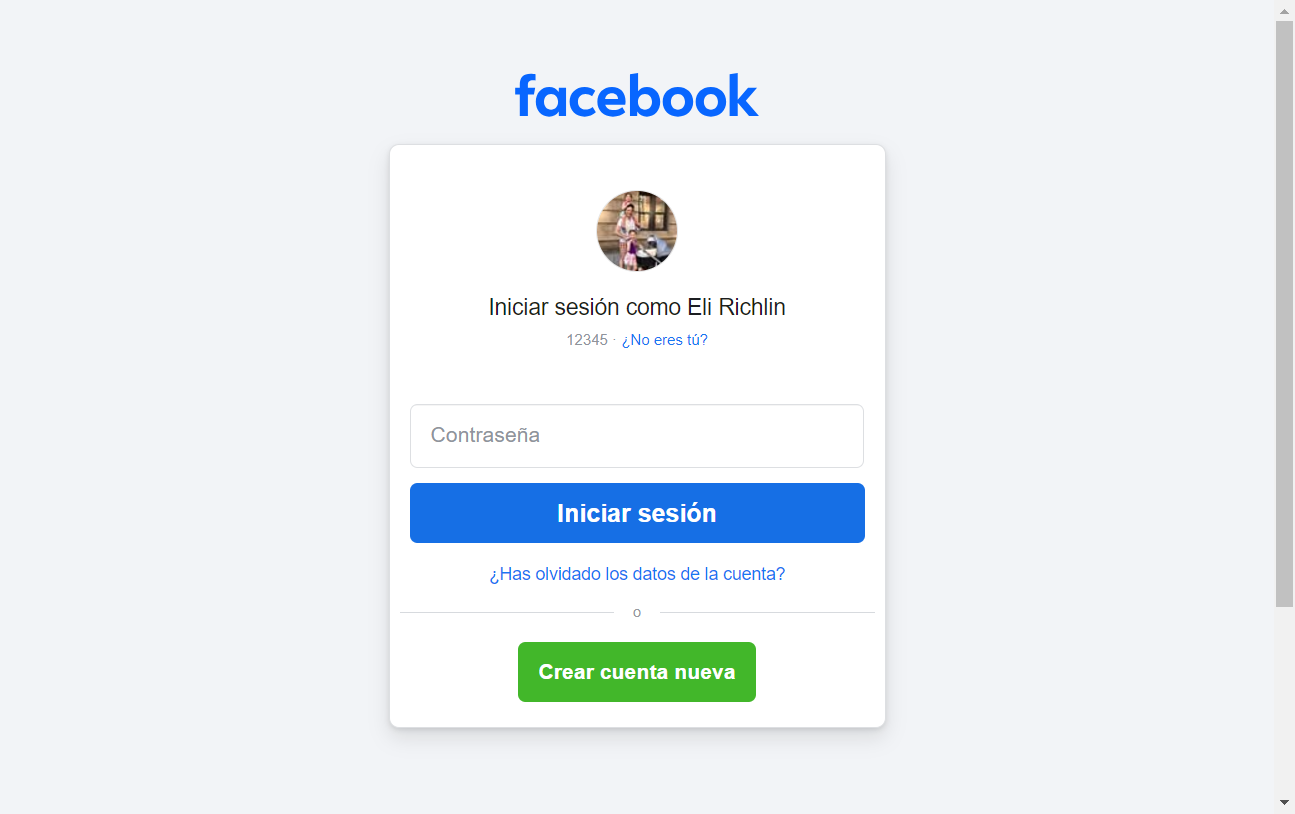 facebook
Iniciar sesión como Eli Richlin
12345 · ¿No eres tú?
Contraseña
Iniciar sesión
¿Has olvidado los datos de la cuenta?
o
Crear cuenta nueva